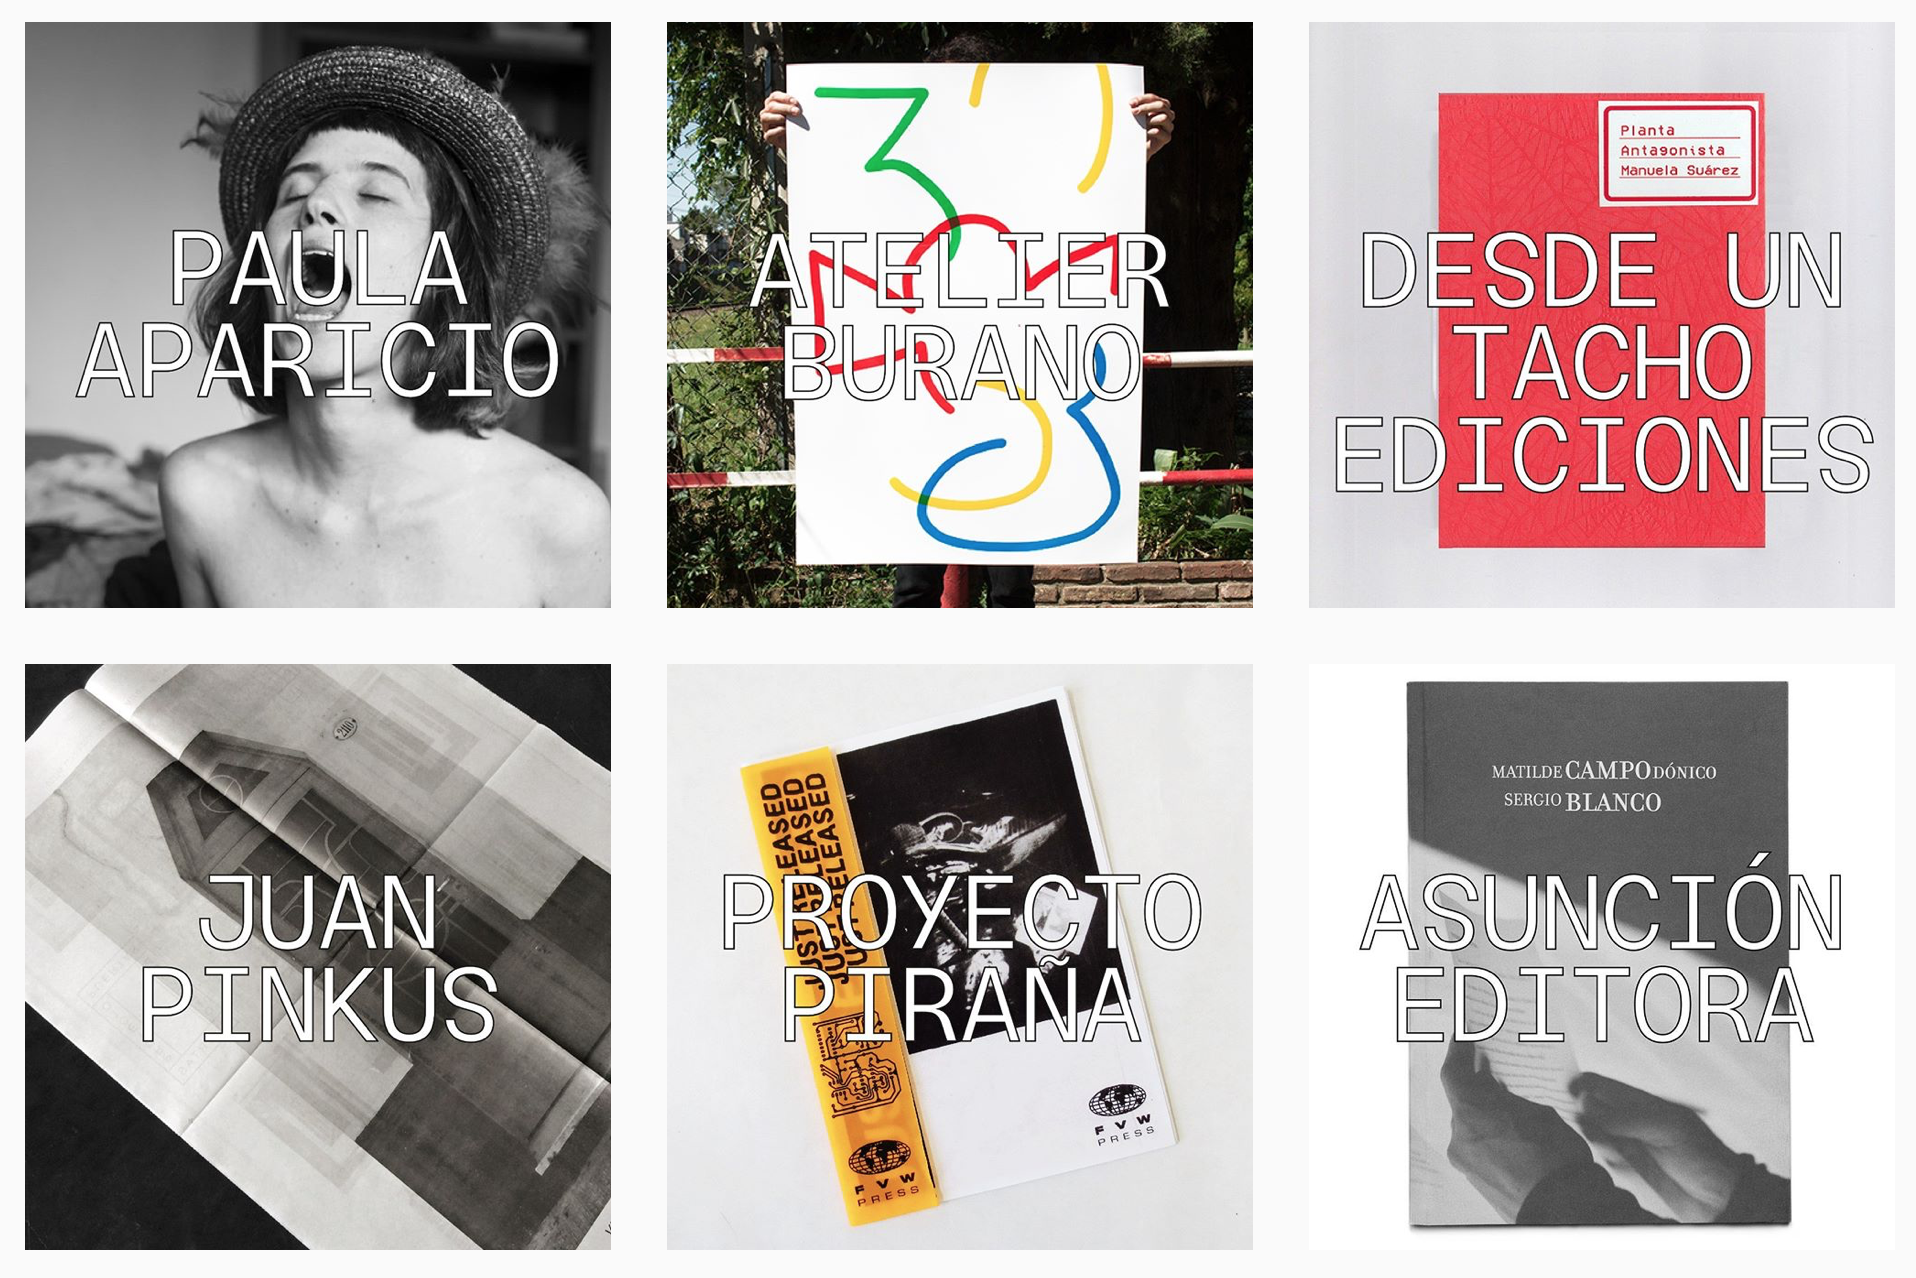 PAULA
APARICIO
ATELIER
BURANO
Planta
Antagonista
Manuela Suárez
DESDE UN
TACHO
EDICIONES
2NO
JUAN
PINKUS
JUST RELEASED
JUST RELEASED
JUST RELEASED
PROYECTO
PIRAÑA
FVW
PRESS
FVW
PRESS
MATILDE CAMPODÓNICO
SERGIO BLANCO
ASUNCIÓN
EDITORA